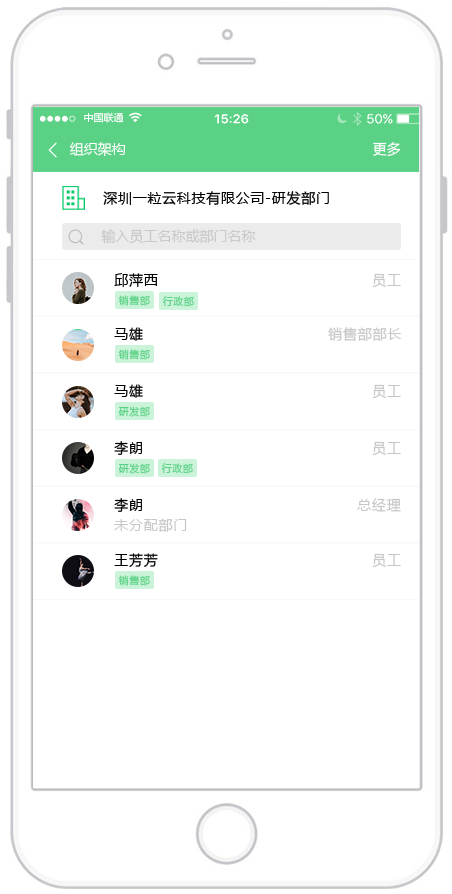 中国联通 15:26 50%
组织架构 更多
深圳一粒云科技有限公司-研发部门
输入员工名称或部门名称
邱萍西 员工
销售部 行政部
马雄 销售部部长
销售部
马雄 员工
研发部
李朗 员工
研发部 行政部
李朗 总经理
未分配部门
王芳芳 员工
销售部